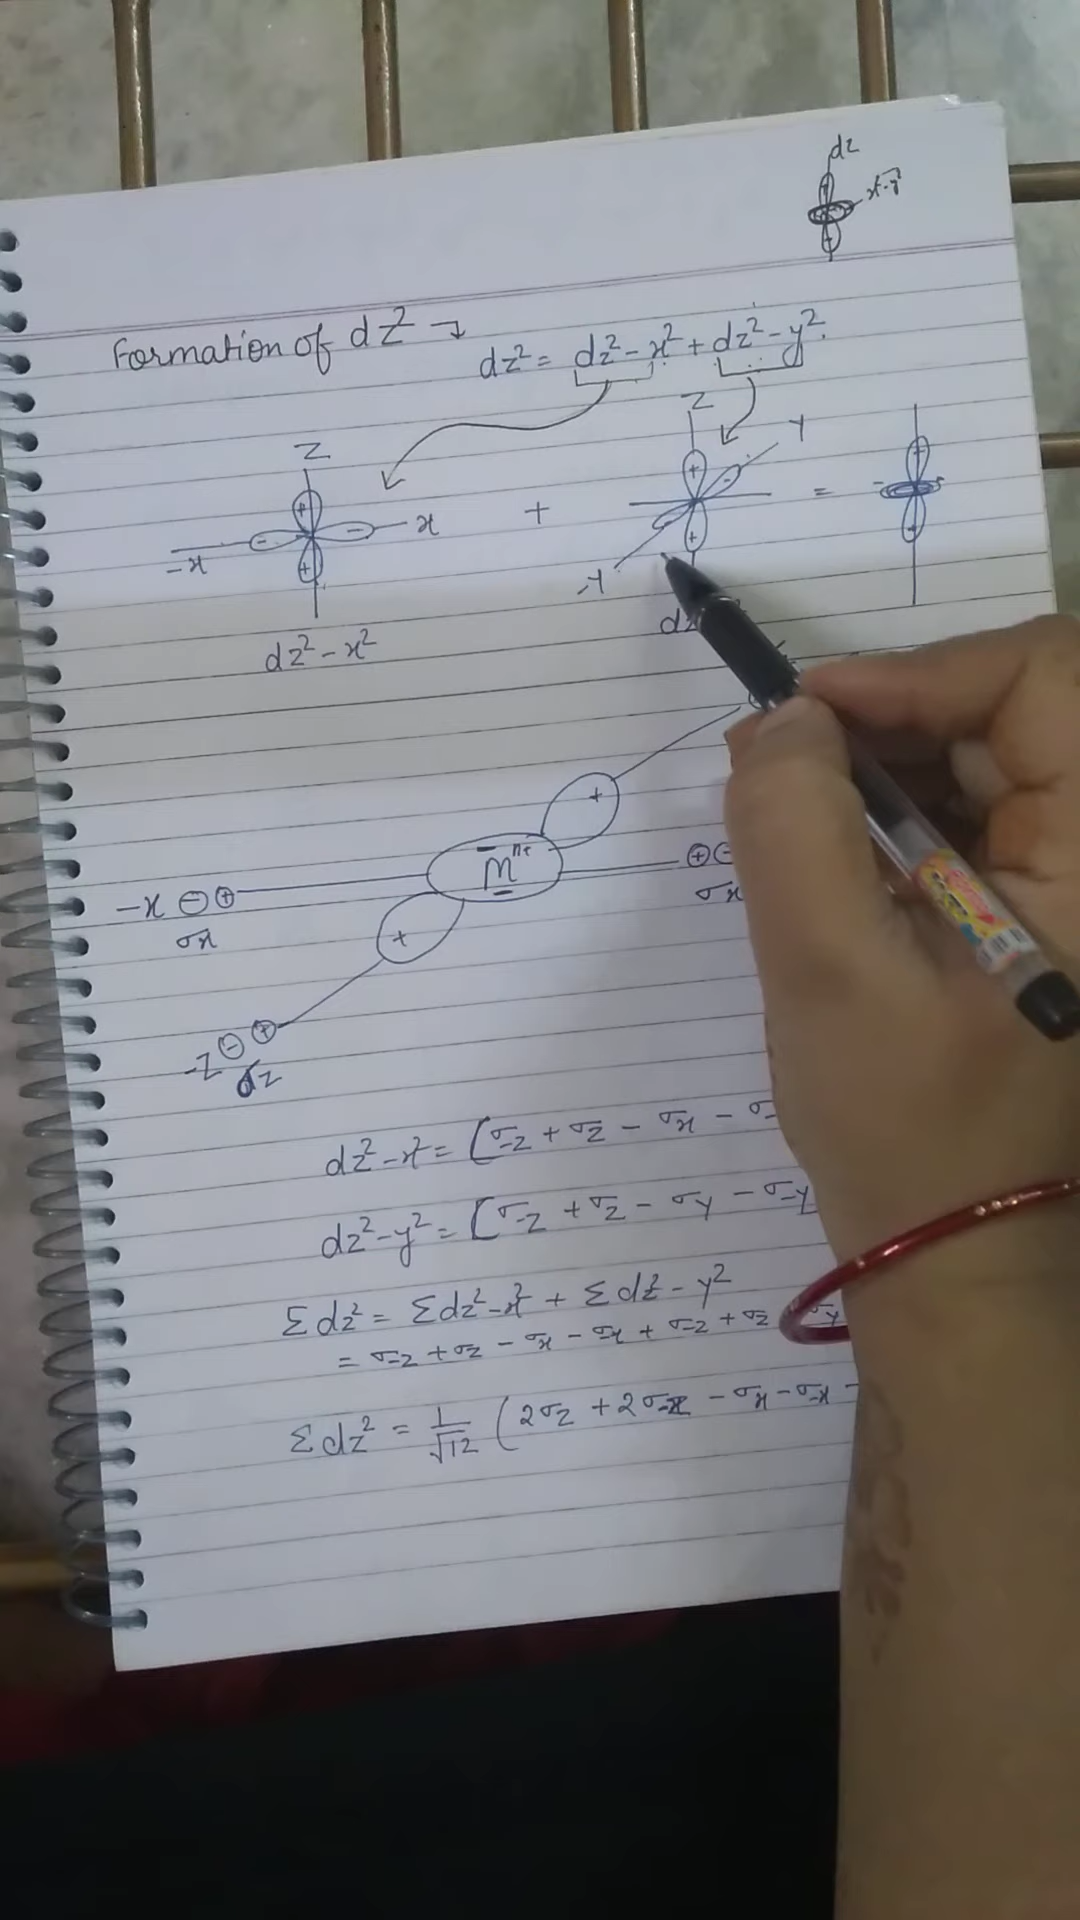 dz
x²-y²
Formation of dZ² →
dz² = dz²-x² + dz²-y²
Z
Z
Y
+ - - + x
-x
+
+ - +
=
-
+
-Y
dz²-x²
+
M̲ⁿ⁺
-x ⊖⊕
⊕⊖
σx
σx
+
-Z ⊖⊕
σz
dz²-x² = [σ-z + σz - σx - σ-
dz²-y² = [σ-z + σz - σy - σ-y
Σdz² = Σdz²-x² + Σdz²-y²
= σ-z + σz - σx - σ-x + σ-z + σz σy
Σdz² = 1/√12 (2σz + 2σ-z - σx - σ-x -